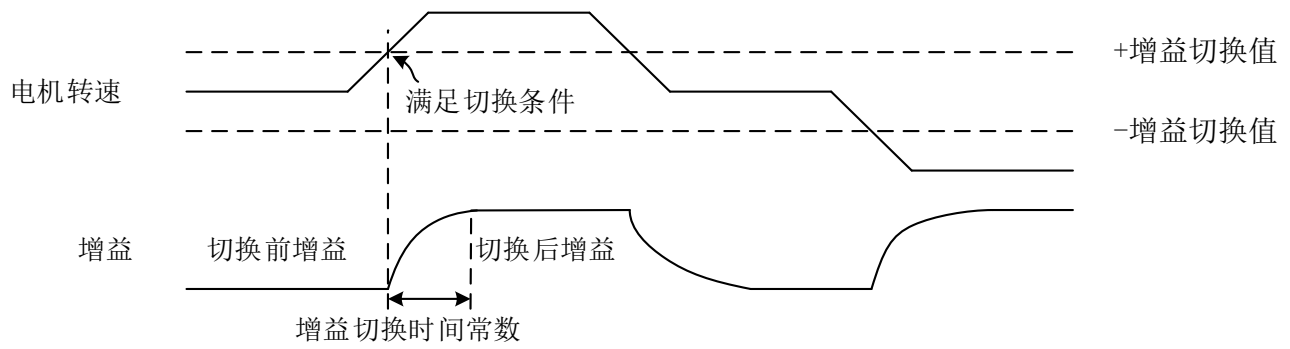 +增益切换值
电机转速
满足切换条件
−增益切换值
增益
切换前增益
切换后增益
增益切换时间常数